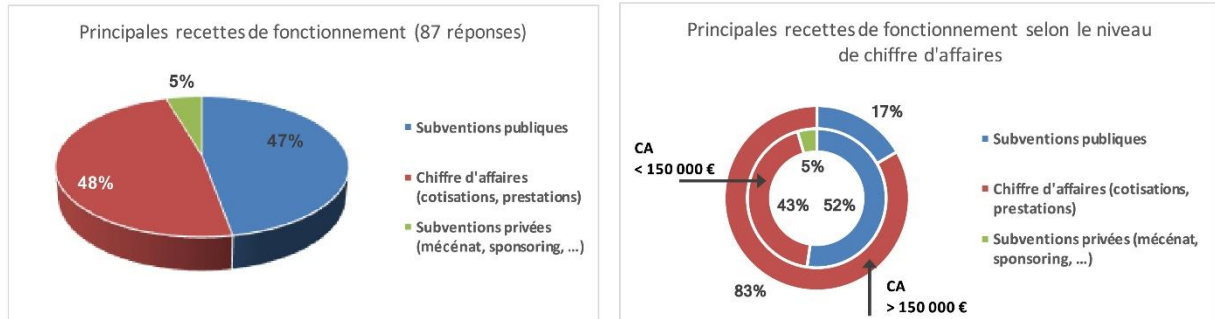 Principales recettes de fonctionnement (87 réponses)
5%
47%
48%
Subventions publiques
Chiffre d'affaires
(cotisations, prestations)
Subventions privées
(mécénat, sponsoring, ...)
Principales recettes de fonctionnement selon le niveau
de chiffre d'affaires
17%
CA
< 150 000 €
5%
43%
52%
83%
CA
> 150 000 €
Subventions publiques
Chiffre d'affaires (cotisations,
prestations)
Subventions privées (mécénat,
sponsoring, ...)